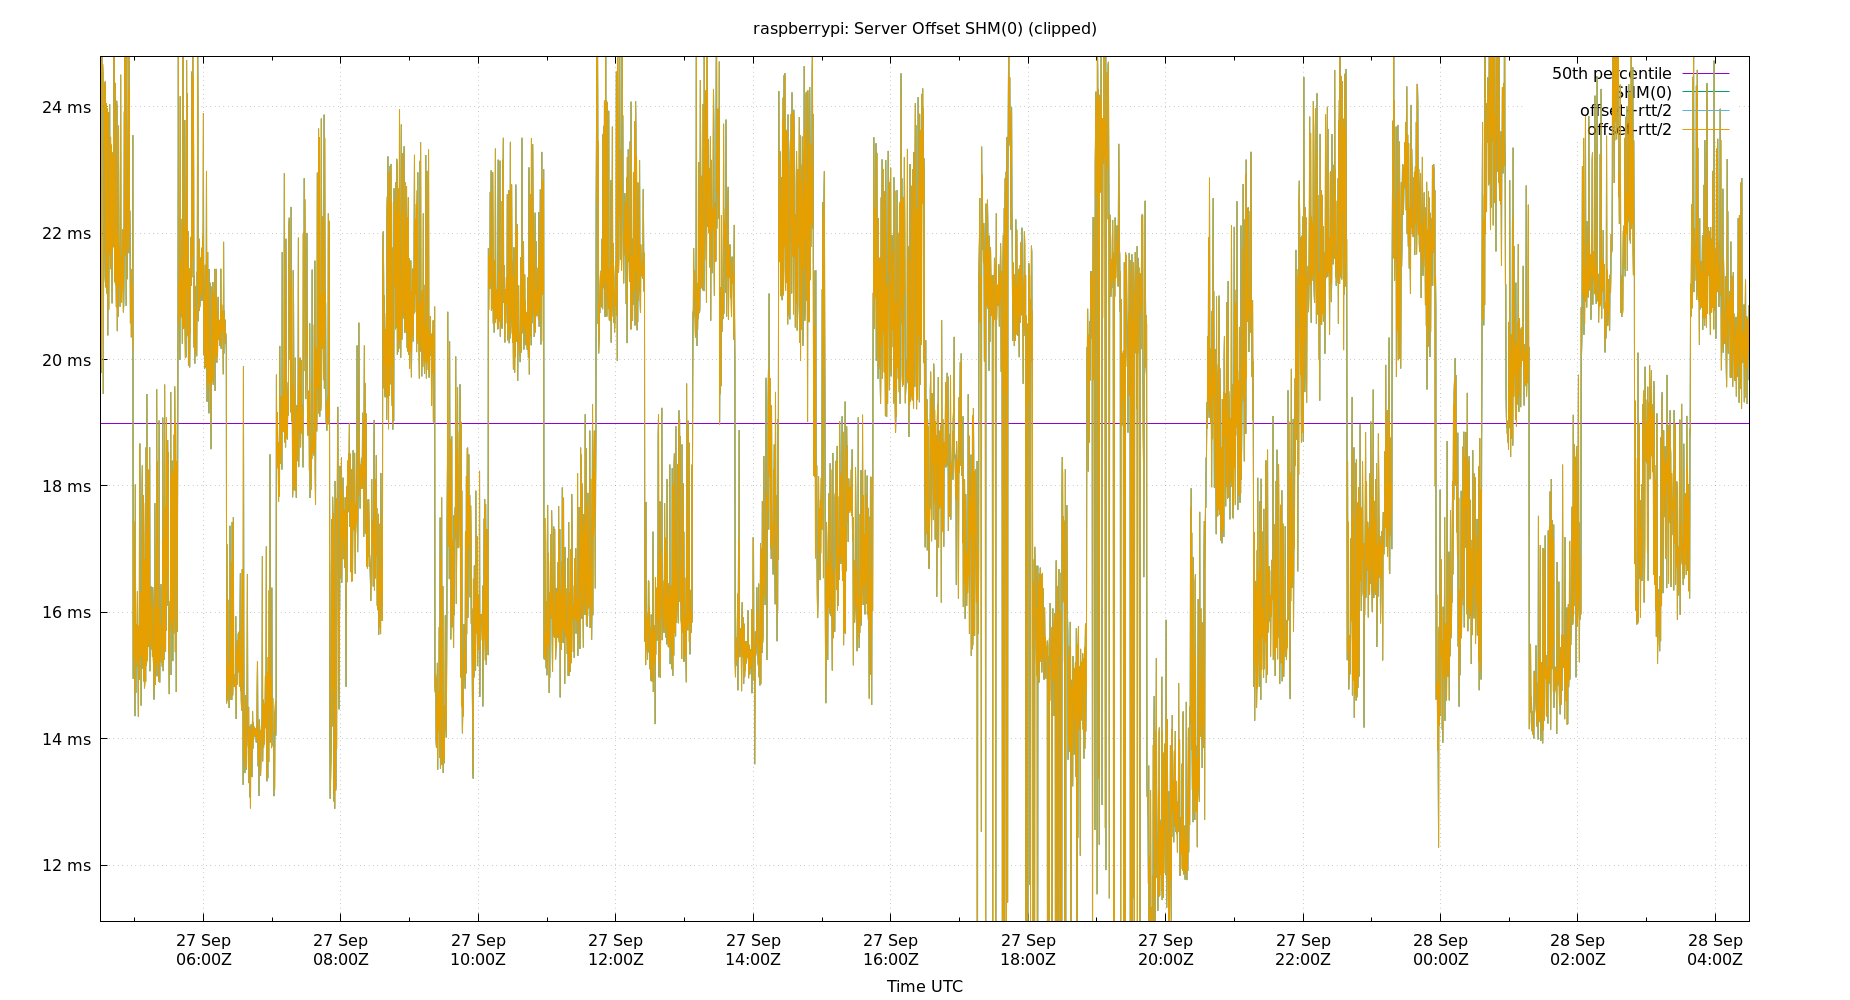 raspberrypi: Server Offset SHM(0) (clipped)
50th percentile
SHM(0)
offset+rtt/2
offset-rtt/2
24 ms
22 ms
20 ms
18 ms
16 ms
14 ms
12 ms
27 Sep 27 Sep 27 Sep 27 Sep 27 Sep 27 Sep 27 Sep 27 Sep 27 Sep 28 Sep 28 Sep 28 Sep
06:00Z 08:00Z 10:00Z 12:00Z 14:00Z 16:00Z 18:00Z 20:00Z 22:00Z 00:00Z 02:00Z 04:00Z
Time UTC